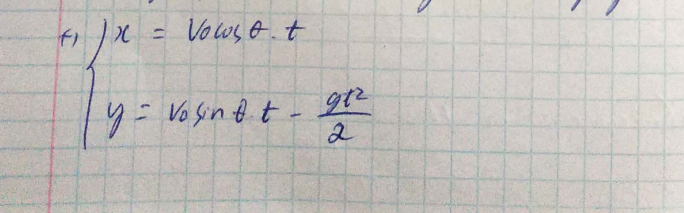 +) x = V₀cosθ.t
y = V₀sinθ.t - gt²/2